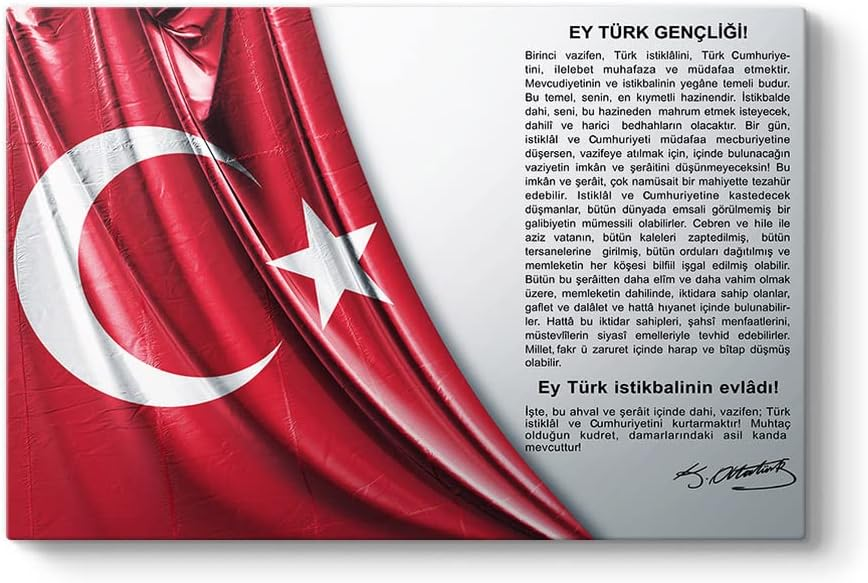 EY TÜRK GENÇLİĞİ!
Birinci vazifen, Türk istiklâlini, Türk Cumhuriye-
tini, ilelebet muhafaza ve müdafaa etmektir.
Mevcudiyetinin ve istikbalinin yegâne temeli budur.
Bu temel, senin, en kıymetli hazinendir. İstikbalde
dahi, seni, bu hazineden mahrum etmek isteyecek,
dahilî ve harici bedhahların olacaktır. Bir gün,
istiklâl ve Cumhuriyeti müdafaa mecburiyetine
düşersen, vazifeye atılmak için, içinde bulunacağın
vaziyetin imkân ve şerâitini düşünmeyeceksin! Bu
imkân ve şerâit, çok namüsait bir mahiyette tezahür
edebilir. Istiklâl ve Cumhuriyetine kastedecek
düşmanlar, bütün dünyada emsali görülmemiş bir
galibiyetin mümessili olabilirler. Cebren ve hile ile
aziz vatanın, bütün kaleleri zaptedilmiş, bütün
tersanelerine girilmiş, bütün orduları dağıtılmış ve
memleketin her köşesi bilfiil işgal edilmiş olabilir.
Bütün bu şerâitten daha elîm ve daha vahim olmak
üzere, memleketin dahilinde, iktidara sahip olanlar,
gaflet ve dalâlet ve hattâ hıyanet içinde bulunabilir-
ler. Hattâ bu iktidar sahipleri, şahsî menfaatlerini,
müstevlîlerin siyasî emelleriyle tevhid edebilirler.
Millet, fakr ü zaruret içinde harap ve bîtap düşmüş
olabilir.
Ey Türk istikbalinin evlâdı!
İşte, bu ahval ve şerâit içinde dahi, vazifen; Türk
istiklâl ve Cumhuriyetini kurtarmaktır! Muhtaç
olduğun kudret, damarlarındaki asil kanda
mevcuttur!
K. Atatürk